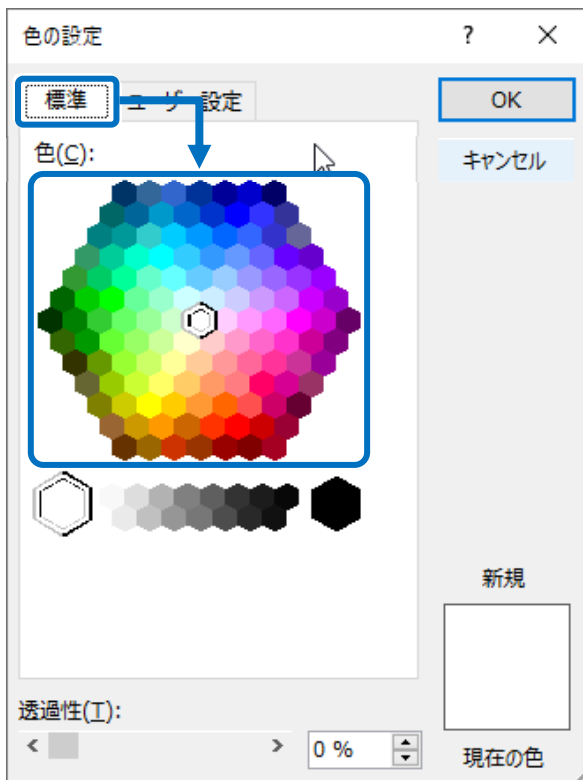 色の設定
?
標準
ユーザー設定
OK
キャンセル
色(C):
新規
透過性(T):
0 %
現在の色